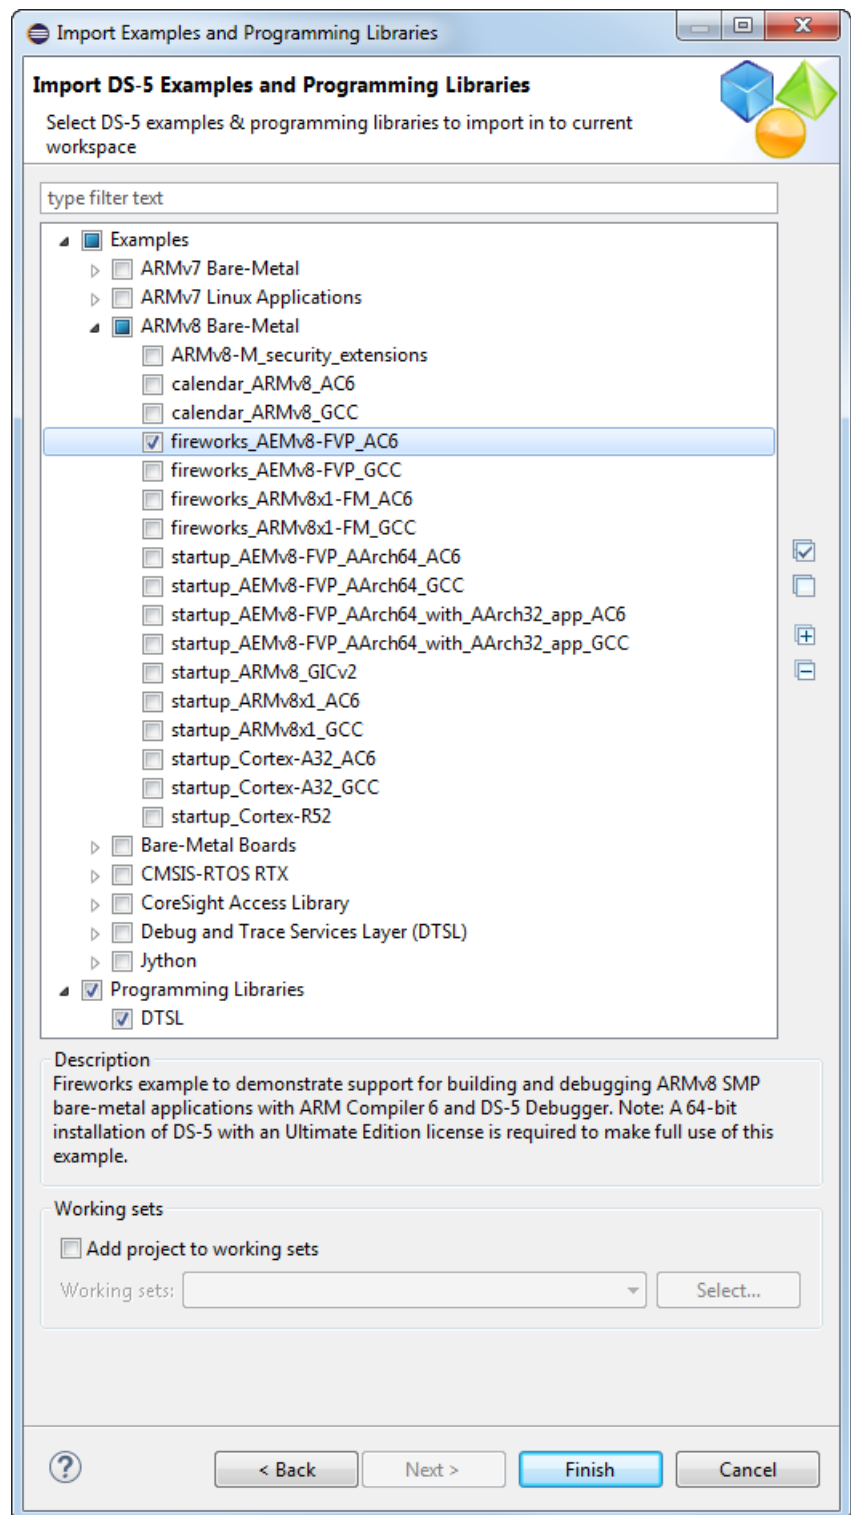 Import Examples and Programming Libraries
Import DS-5 Examples and Programming Libraries
Select DS-5 examples & programming libraries to import in to current
workspace
type filter text
Examples
ARMv7 Bare-Metal
ARMv7 Linux Applications
ARMv8 Bare-Metal
ARMv8-M_security_extensions
calendar_ARMv8_AC6
calendar_ARMv8_GCC
fireworks_AEMv8-FVP_AC6
fireworks_AEMv8-FVP_GCC
fireworks_ARMv8x1-FM_AC6
fireworks_ARMv8x1-FM_GCC
startup_AEMv8-FVP_AArch64_AC6
startup_AEMv8-FVP_AArch64_GCC
startup_AEMv8-FVP_AArch64_with_AArch32_app_AC6
startup_AEMv8-FVP_AArch64_with_AArch32_app_GCC
startup_ARMv8_GICv2
startup_ARMv8x1_AC6
startup_ARMv8x1_GCC
startup_Cortex-A32_AC6
startup_Cortex-A32_GCC
startup_Cortex-R52
Bare-Metal Boards
CMSIS-RTOS RTX
CoreSight Access Library
Debug and Trace Services Layer (DTSL)
Jython
Programming Libraries
DTSL
Description
Fireworks example to demonstrate support for building and debugging ARMv8 SMP
bare-metal applications with ARM Compiler 6 and DS-5 Debugger. Note: A 64-bit
installation of DS-5 with an Ultimate Edition license is required to make full use of this
example.
Working sets
Add project to working sets
Working sets: Select...
? < Back Next > Finish Cancel